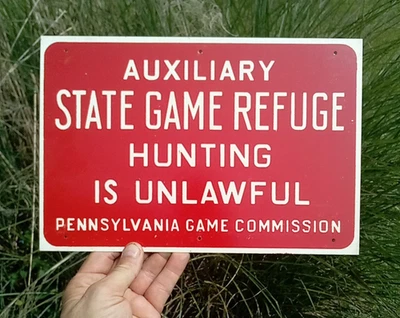 AUXILIARY
STATE GAME REFUGE
HUNTING
IS UNLAWFUL
PENNSYLVANIA GAME COMMISSION